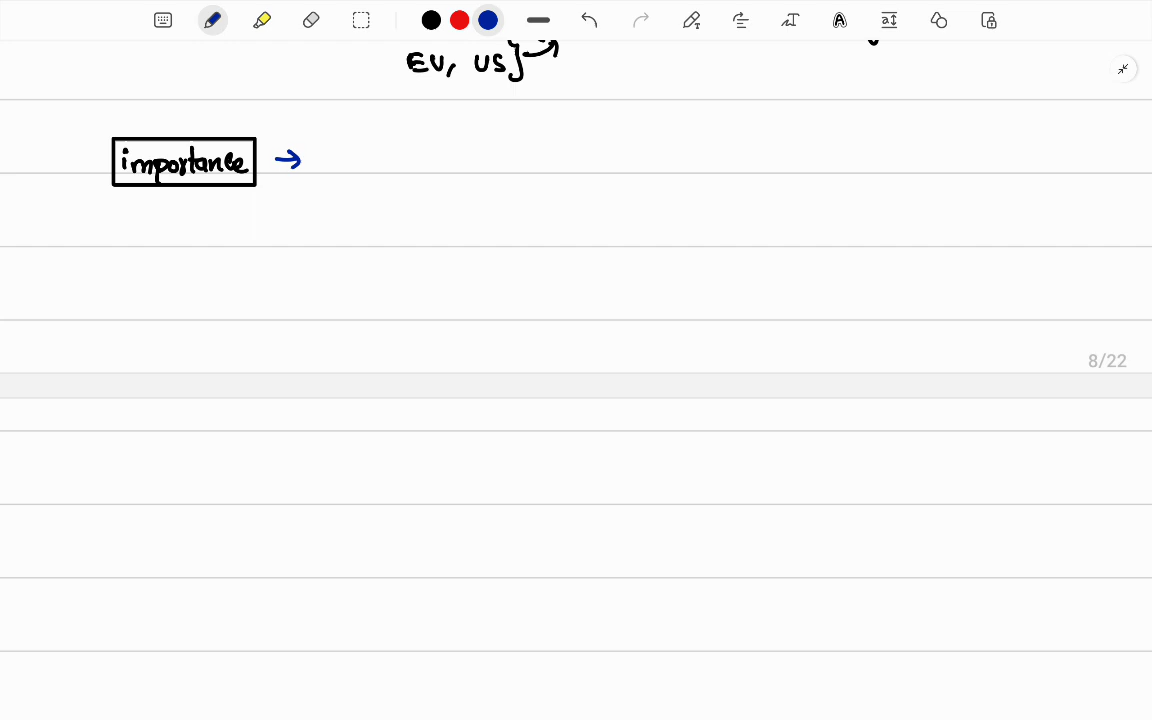 EU, US
importance →
8/22